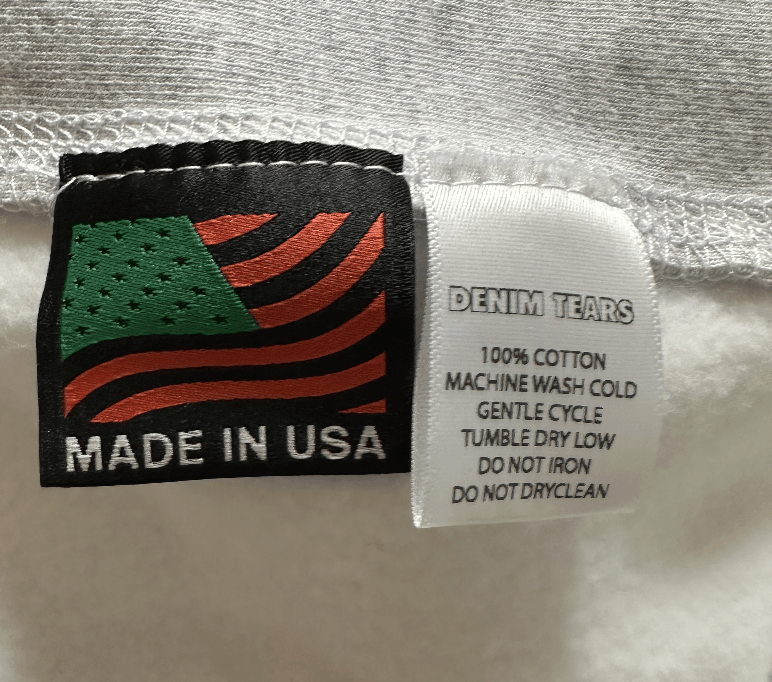 MADE IN USA
DENIM TEARS
100% COTTON
MACHINE WASH COLD
GENTLE CYCLE
TUMBLE DRY LOW
DO NOT IRON
DO NOT DRYCLEAN